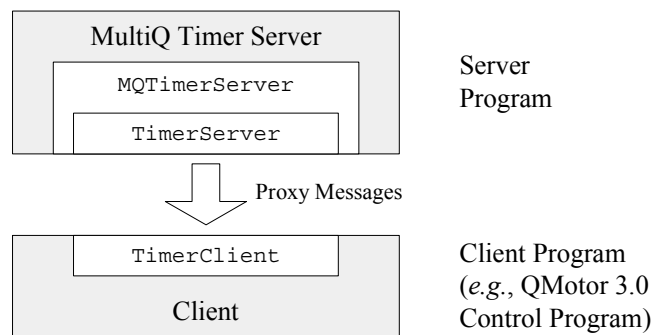 MultiQ Timer Server
MQTimerServer
TimerServer
Server
Program
Proxy Messages
TimerClient
Client
Client Program
(e.g., QMotor 3.0
Control Program)